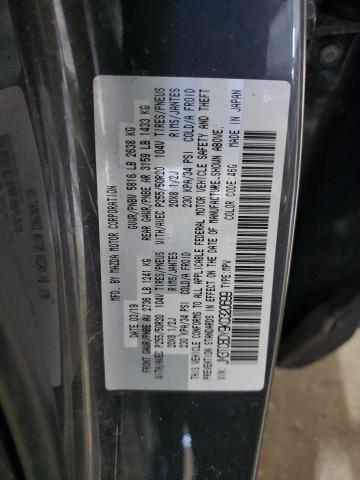 MFD. BY MAZDA MOTOR CORPORATION
03/19 GVWR/PNBV 5816 LB 2638 KG
FRONT GAWR/PNBE AV 2736 LB 1241 KG REAR GAWR/PNBE AR 3159 LB 1433 KG
WITH/AVEC P255/50R20 104V TIRES/PNEUS WITH/AVEC P255/50R20 104V TIRES/PNEUS
20X8 1/2J RIMS/JANTES 20X8 1/2J RIMS/JANTES
230 KPA/34 PSI COLD/A FROID 230 KPA/34 PSI COLD/A FROID
THIS VEHICLE CONFORMS TO ALL APPLICABLE FEDERAL MOTOR VEHICLE SAFETY AND THEFT
PREVENTION STANDARDS IN EFFECT ON THE DATE OF MANUFACTURE SHOWN ABOVE.
MADE IN JAPAN
VIN: TYPE: MPV COLOR CODE: 46G